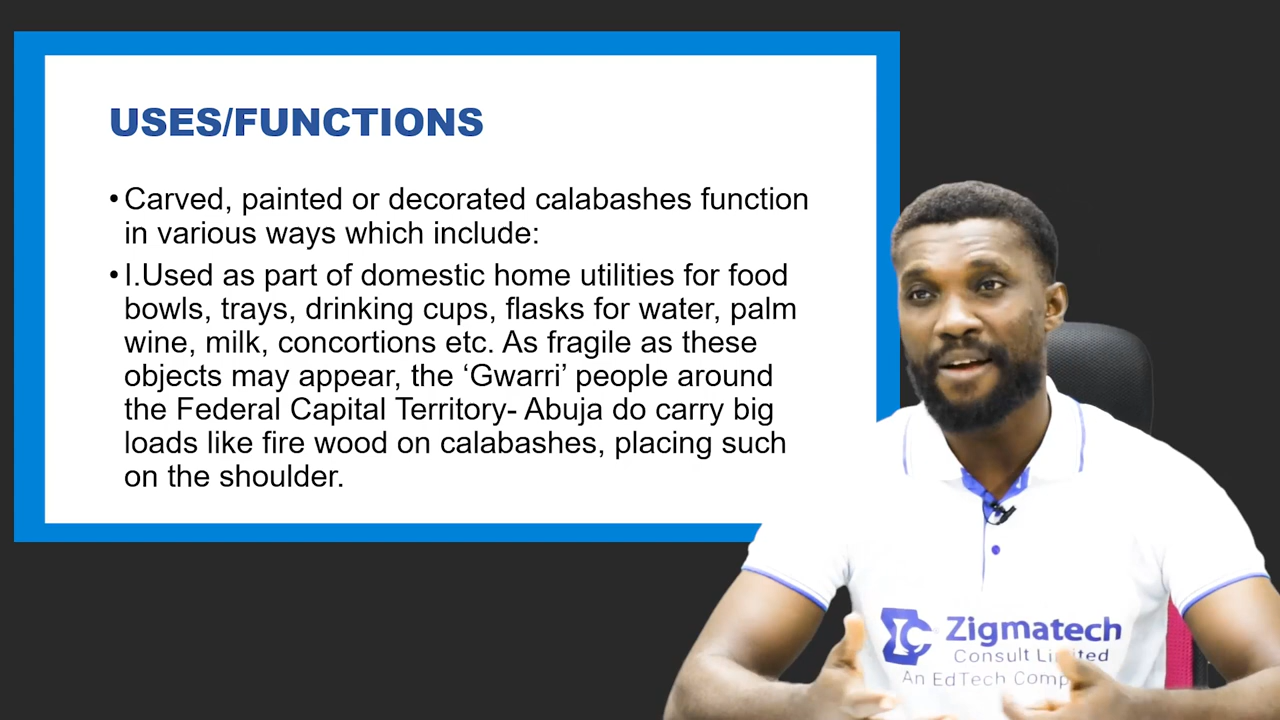 USES/FUNCTIONS
•Carved, painted or decorated calabashes function
in various ways which include:
•I.Used as part of domestic home utilities for food
bowls, trays, drinking cups, flasks for water, palm
wine, milk, concortions etc. As fragile as these
objects may appear, the ‘Gwarri’ people around
the Federal Capital Territory- Abuja do carry big
loads like fire wood on calabashes, placing such
on the shoulder.
Zigmatech
Consult Limited
An EdTech